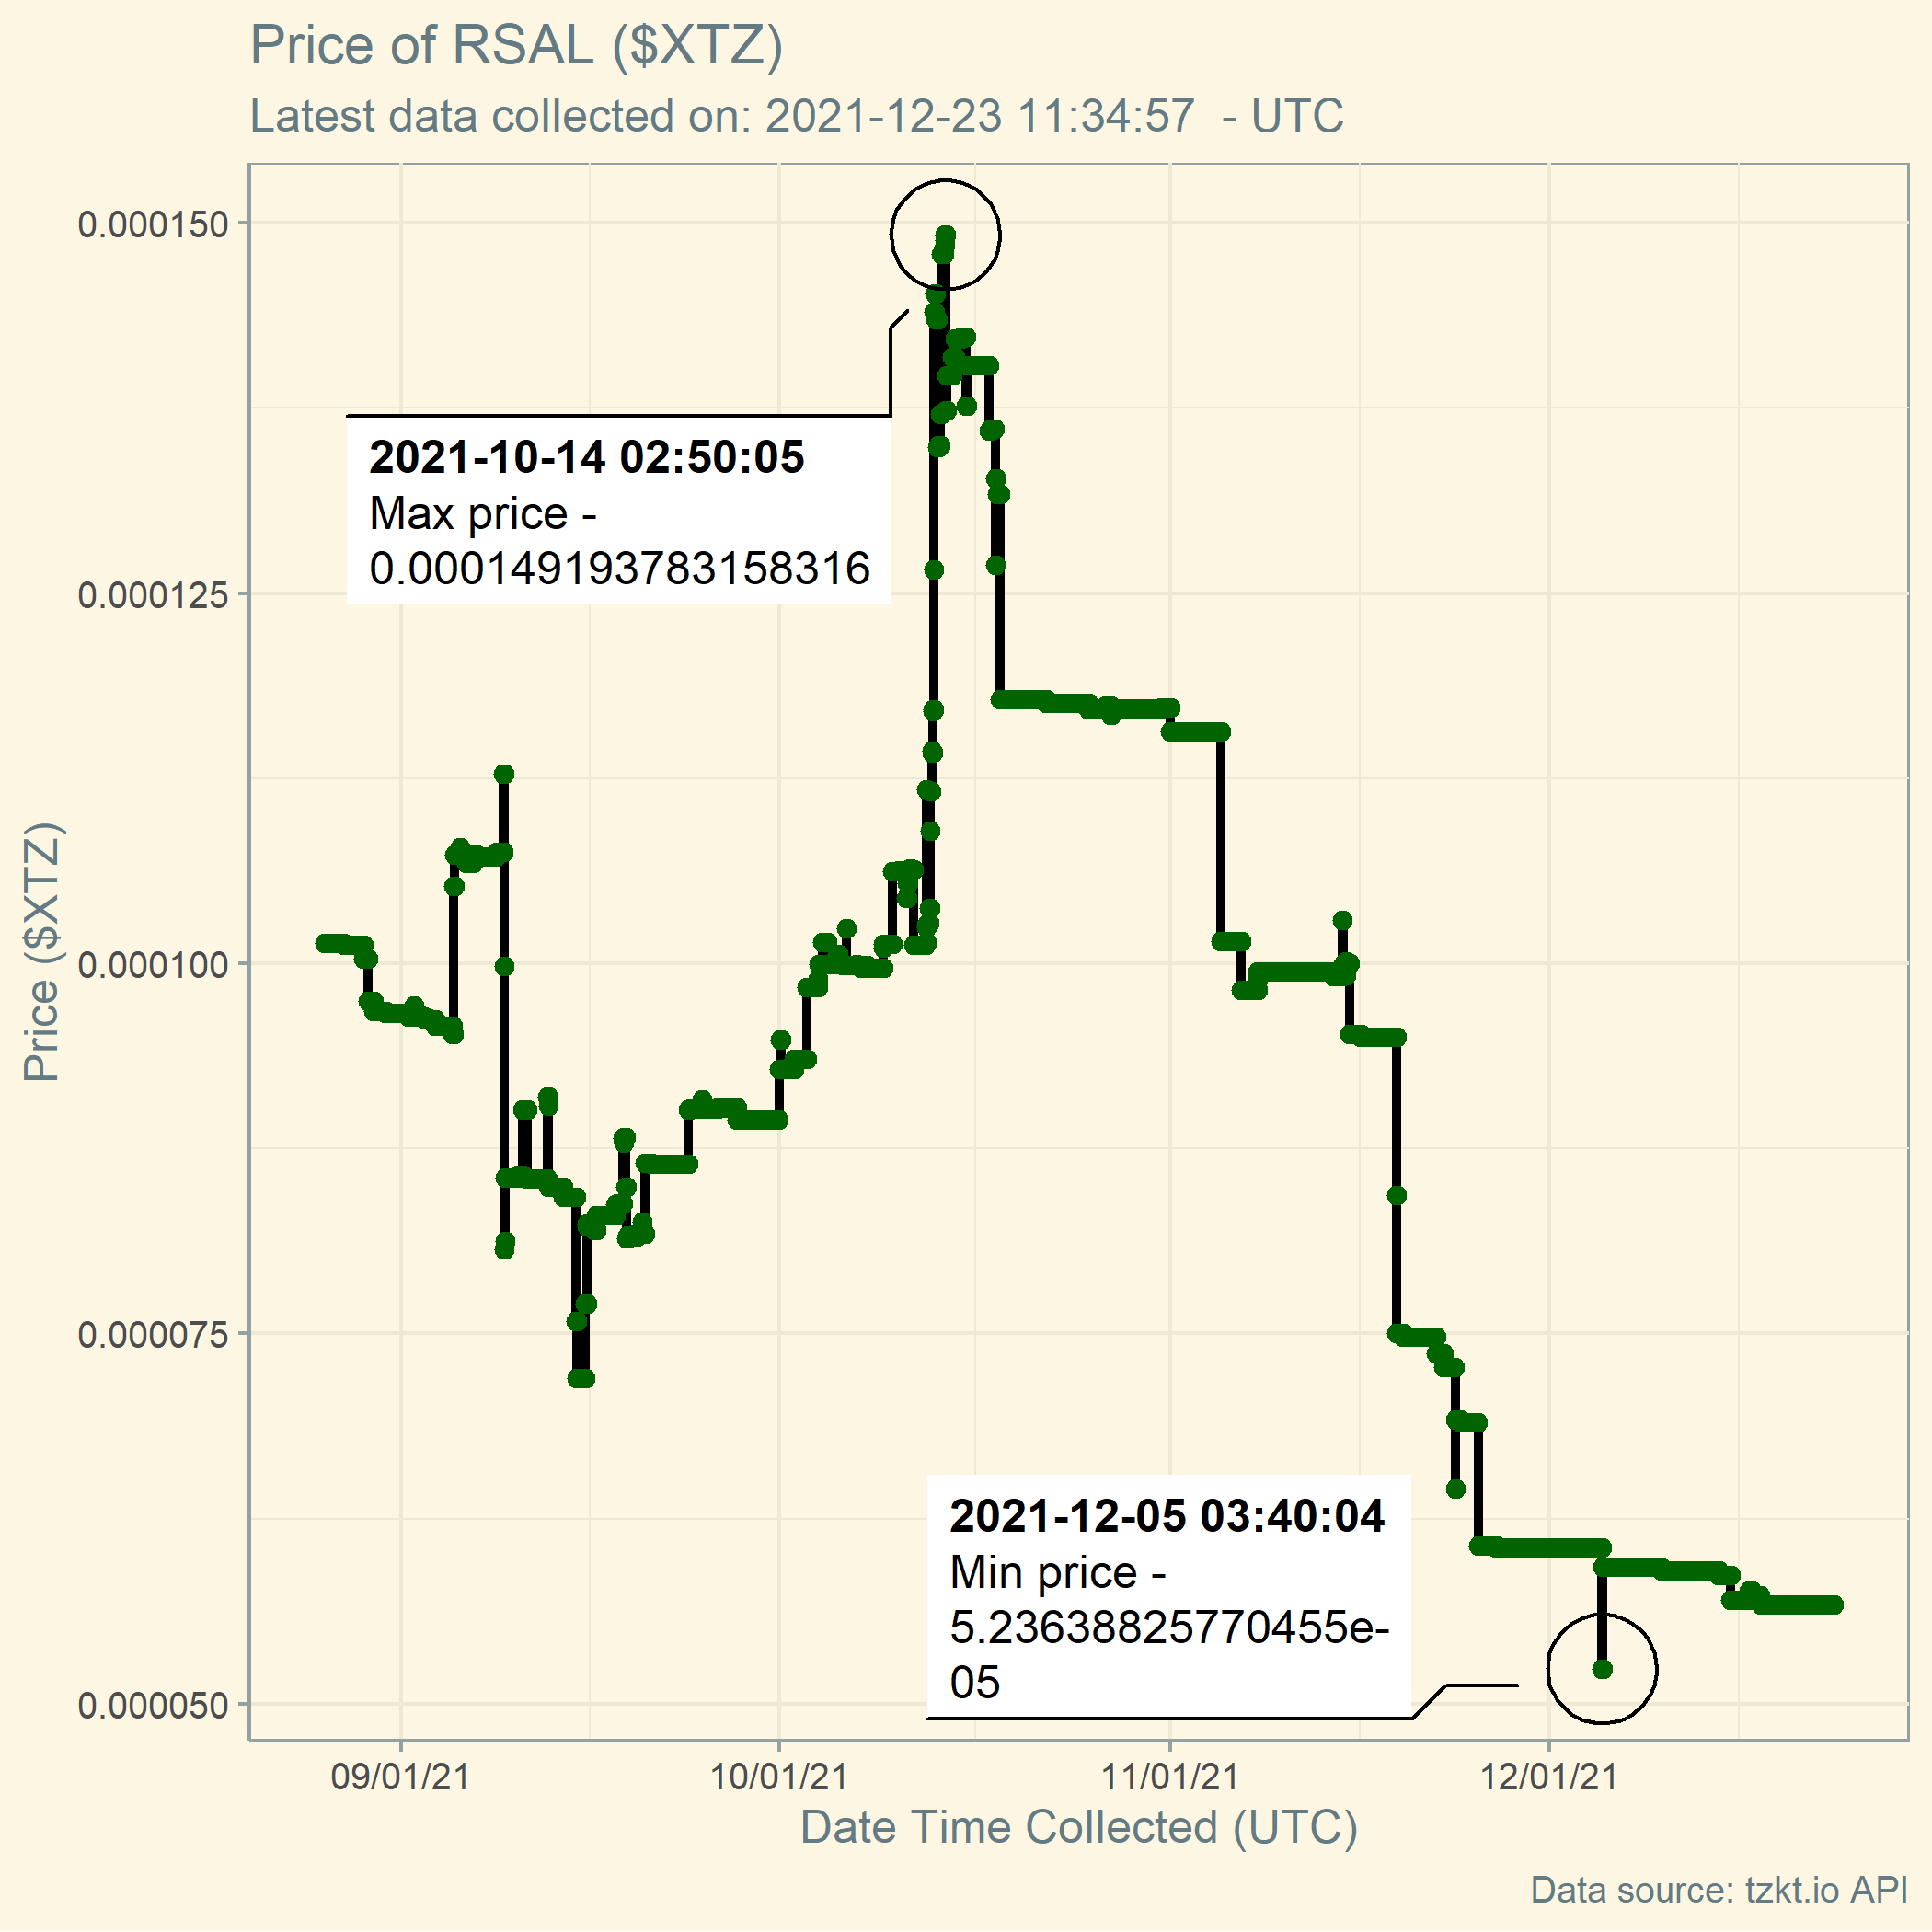 Price of RSAL ($XTZ)
Latest data collected on: 2021-12-23 11:34:57  - UTC
0.000150
0.000125
0.000100
0.000075
0.000050
Price ($XTZ)
2021-10-14 02:50:05
Max price -
0.000149193783158316
2021-12-05 03:40:04
Min price -
5.23638825770455e-
05
09/01/21
10/01/21
11/01/21
12/01/21
Date Time Collected (UTC)
Data source: tzkt.io API